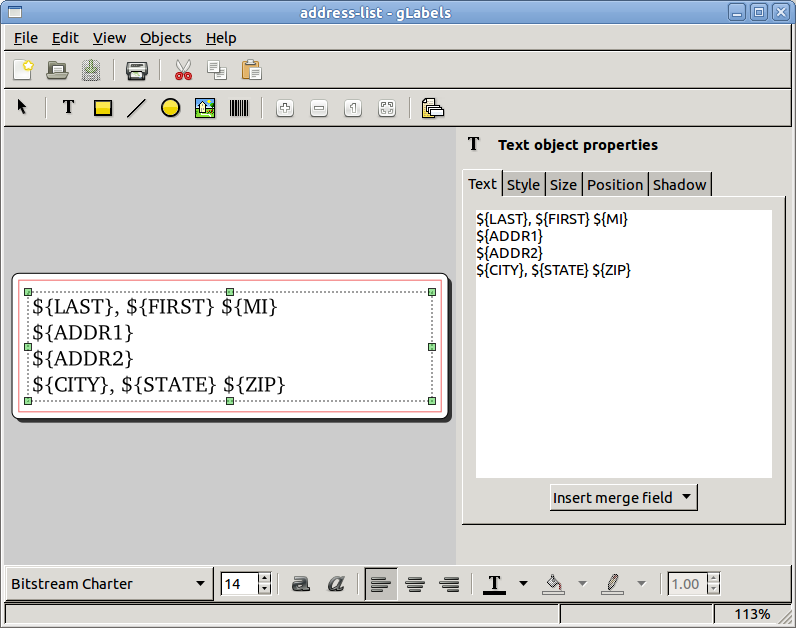 address-list - gLabels
File Edit View Objects Help
T
1
T Text object properties
Text Style Size Position Shadow
${LAST}, ${FIRST} ${MI}
${ADDR1}
${ADDR2}
${CITY}, ${STATE} ${ZIP}
Insert merge field
${LAST}, ${FIRST} ${MI}
${ADDR1}
${ADDR2}
${CITY}, ${STATE} ${ZIP}
Bitstream Charter 14 a a T 1.00
113%